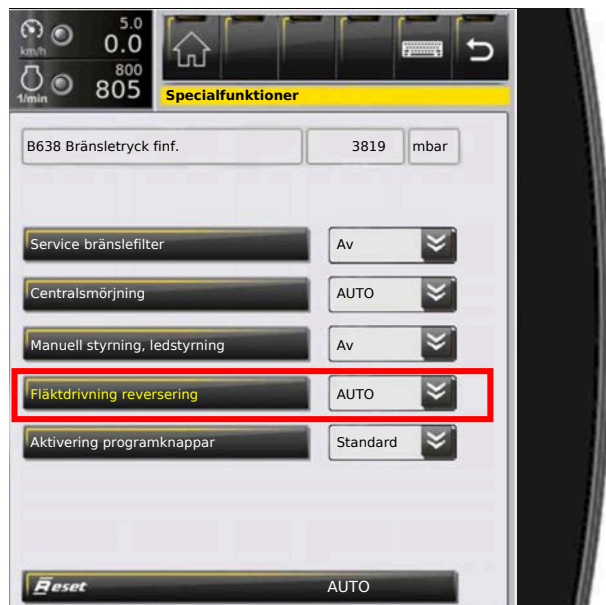 5.0
km/h 0.0
800
1/min 805
Specialfunktioner
B638 Bränsletryck finf. 3819 mbar
Service bränslefilter Av
Centralsmörjning AUTO
Manuell styrning, ledstyrning Av
Fläktdrivning reversering AUTO
Aktivering programknappar Standard
Reset AUTO